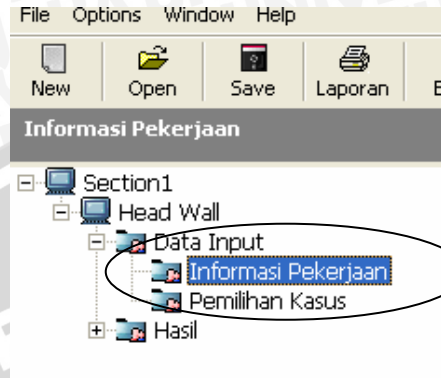 File Options Window Help
New Open Save Laporan
Informasi Pekerjaan
Section1
Head Wall
Data Input
Informasi Pekerjaan
Pemilihan Kasus
Hasil